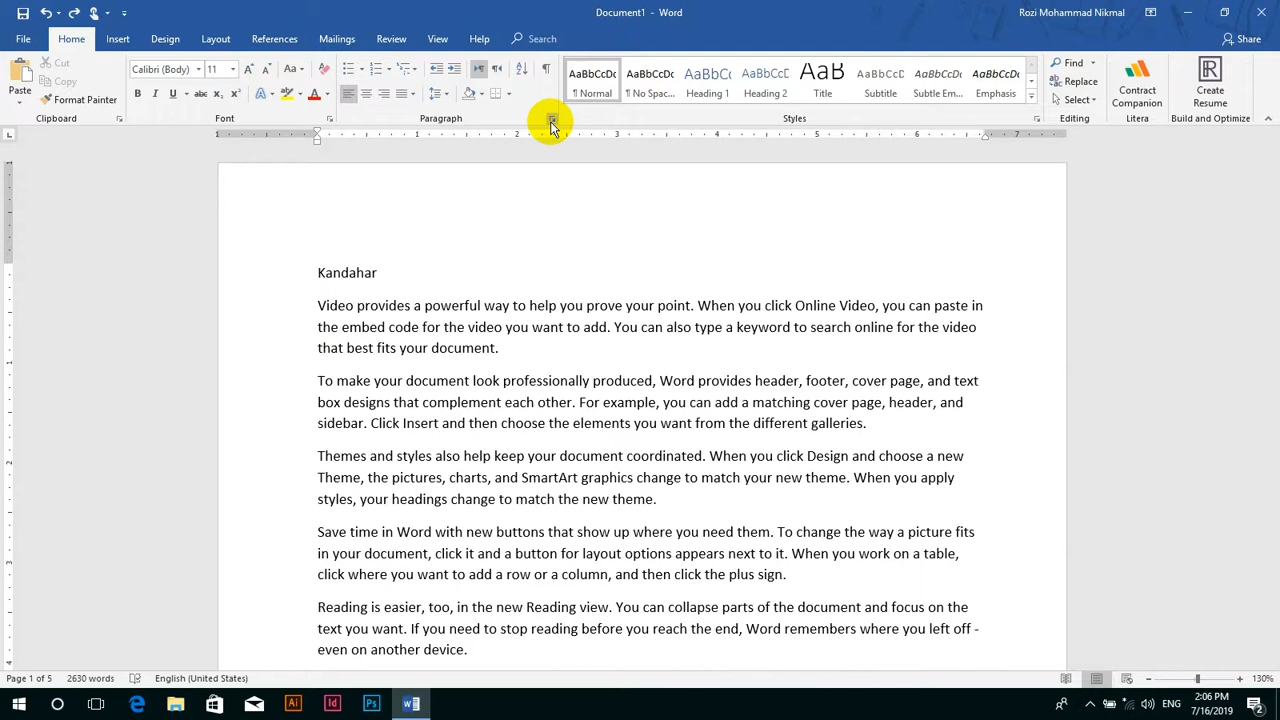 Document1 - Word
Rozi Mohammad Nikmal
File Home Insert Design Layout References Mailings Review View Help Search Share
Paste
Cut
Copy
Format Painter
Clipboard
Calibri (Body) 11
Font
Paragraph
AaBbCcDc AaBbCcDc AaBbC AaBbCcD AaB AaBbCcD AaBbCcDc AaBbCcDc
¶ Normal ¶ No Spac... Heading 1 Heading 2 Title Subtitle Subtle Em... Emphasis
Styles
Find
Replace
Select
Editing
Contract Companion
Litera
Create Resume
Build and Optimize
1 2 3 4 5 6 7
Kandahar
Video provides a powerful way to help you prove your point. When you click Online Video, you can paste in
the embed code for the video you want to add. You can also type a keyword to search online for the video
that best fits your document.
To make your document look professionally produced, Word provides header, footer, cover page, and text
box designs that complement each other. For example, you can add a matching cover page, header, and
sidebar. Click Insert and then choose the elements you want from the different galleries.
Themes and styles also help keep your document coordinated. When you click Design and choose a new
Theme, the pictures, charts, and SmartArt graphics change to match your new theme. When you apply
styles, your headings change to match the new theme.
Save time in Word with new buttons that show up where you need them. To change the way a picture fits
in your document, click it and a button for layout options appears next to it. When you work on a table,
click where you want to add a row or a column, and then click the plus sign.
Reading is easier, too, in the new Reading view. You can collapse parts of the document and focus on the
text you want. If you need to stop reading before you reach the end, Word remembers where you left off -
even on another device.
Page 1 of 5 2630 words English (United States) 130%
Ai Id Ps
ENG
2:06 PM
7/16/2019
2